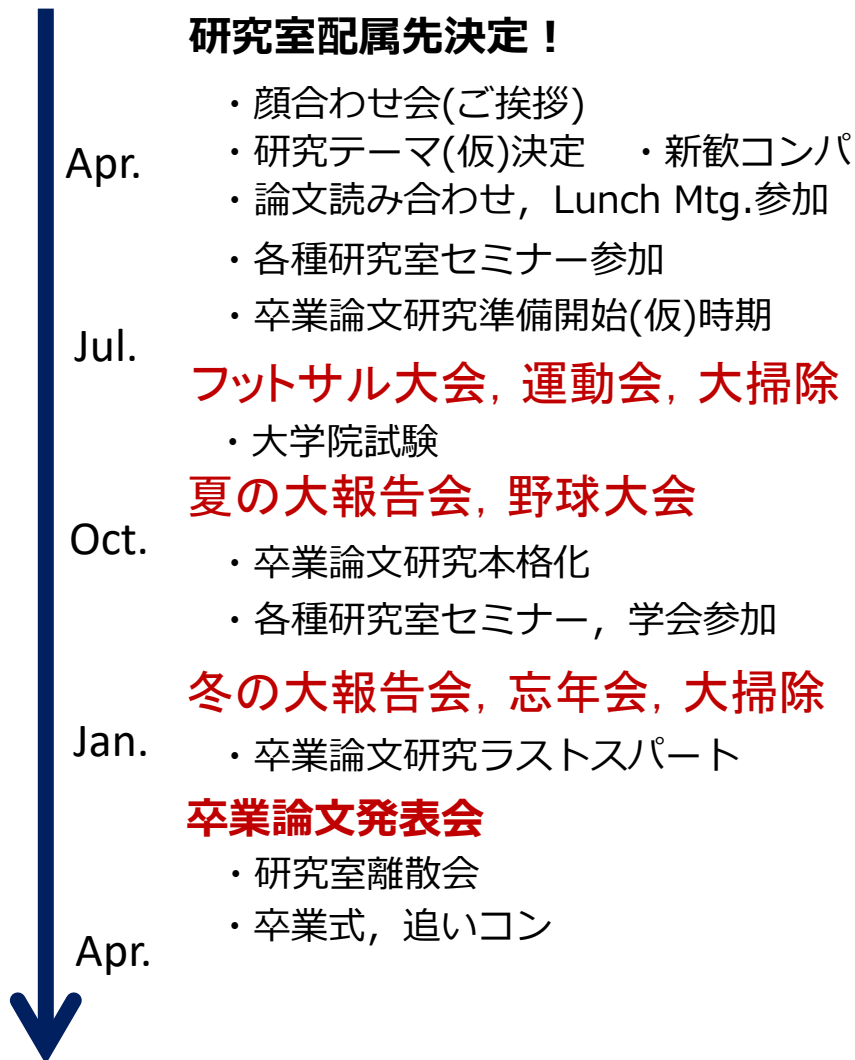 研究室配属先決定！
・顔合わせ会(ご挨拶)
Apr.
・研究テーマ(仮)決定　・新歓コンパ
・論文読み合わせ，Lunch Mtg.参加
・各種研究室セミナー参加
・卒業論文研究準備開始(仮)時期
Jul.
フットサル大会，運動会，大掃除
・大学院試験
夏の大報告会，野球大会
Oct.
・卒業論文研究本格化
・各種研究室セミナー，学会参加
冬の大報告会，忘年会，大掃除
Jan.
・卒業論文研究ラストスパート
卒業論文発表会
・研究室離散会
・卒業式，追いコン
Apr.